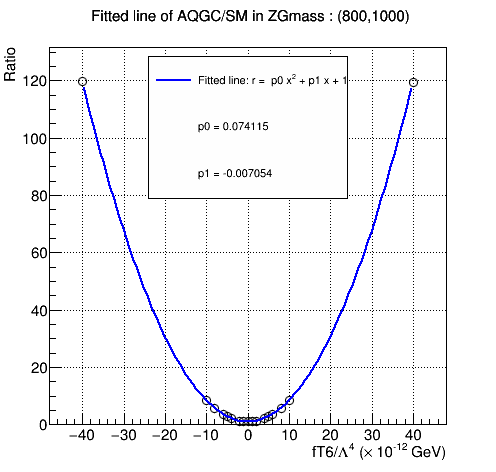 Fitted line of AQGC/SM in ZGmass : (800,1000)
Ratio
Fitted line: r = p0 x² + p1 x + 1
p0 = 0.074115
p1 = -0.007054
120
100
80
60
40
20
0
−40 −30 −20 −10 0 10 20 30 40
fT6/Λ⁴ (× 10⁻¹² GeV)